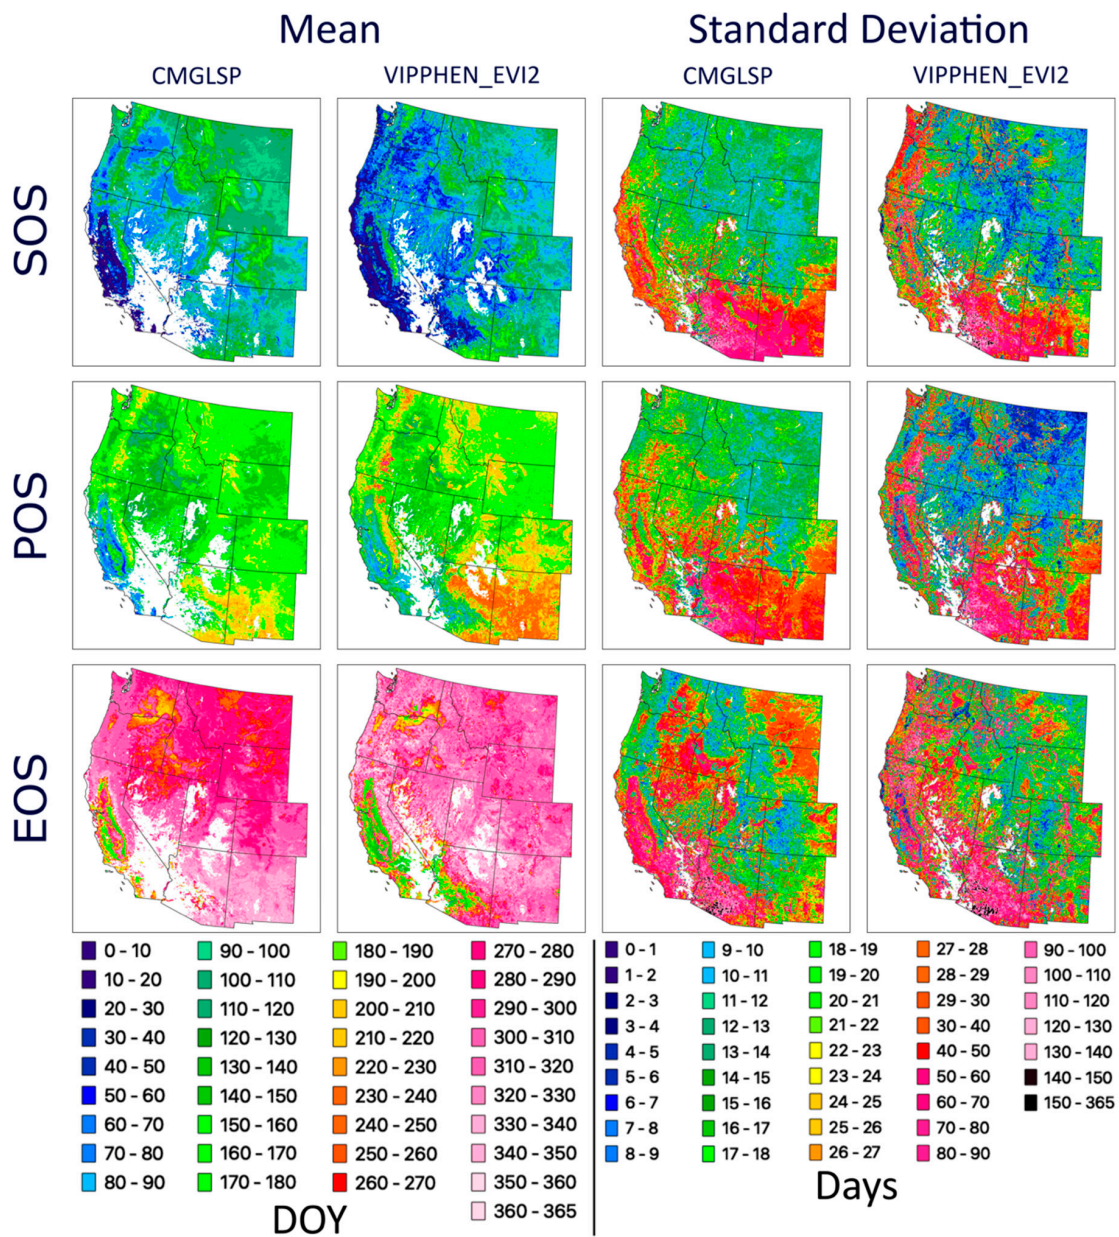 Mean Standard Deviation
CMGLSP VIPPHEN_EVI2 CMGLSP VIPPHEN_EVI2
SOS
POS
EOS
0 - 10 90 - 100 180 - 190 270 - 280
10 - 20 100 - 110 190 - 200 280 - 290
20 - 30 110 - 120 200 - 210 290 - 300
30 - 40 120 - 130 210 - 220 300 - 310
40 - 50 130 - 140 220 - 230 310 - 320
50 - 60 140 - 150 230 - 240 320 - 330
60 - 70 150 - 160 240 - 250 330 - 340
70 - 80 160 - 170 250 - 260 340 - 350
80 - 90 170 - 180 260 - 270 350 - 360
360 - 365
DOY
0 - 1 9 - 10 18 - 19 27 - 28 90 - 100
1 - 2 10 - 11 19 - 20 28 - 29 100 - 110
2 - 3 11 - 12 20 - 21 29 - 30 110 - 120
3 - 4 12 - 13 21 - 22 30 - 40 120 - 130
4 - 5 13 - 14 22 - 23 40 - 50 130 - 140
5 - 6 14 - 15 23 - 24 50 - 60 140 - 150
6 - 7 15 - 16 24 - 25 60 - 70 150 - 365
7 - 8 16 - 17 25 - 26 70 - 80
8 - 9 17 - 18 26 - 27 80 - 90
Days